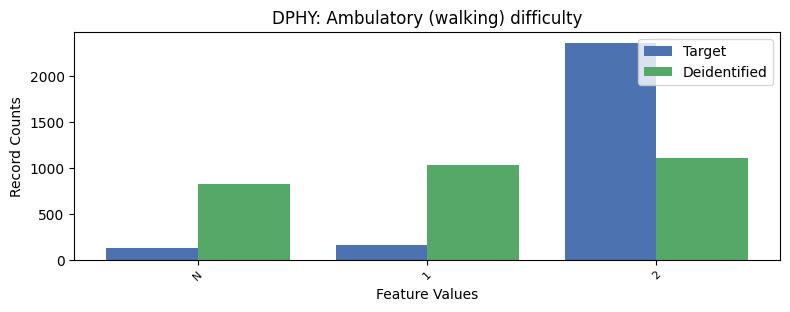 DPHY: Ambulatory (walking) difficulty
Target
Deidentified
Record Counts
2000
1500
1000
500
0
N
1
2
Feature Values